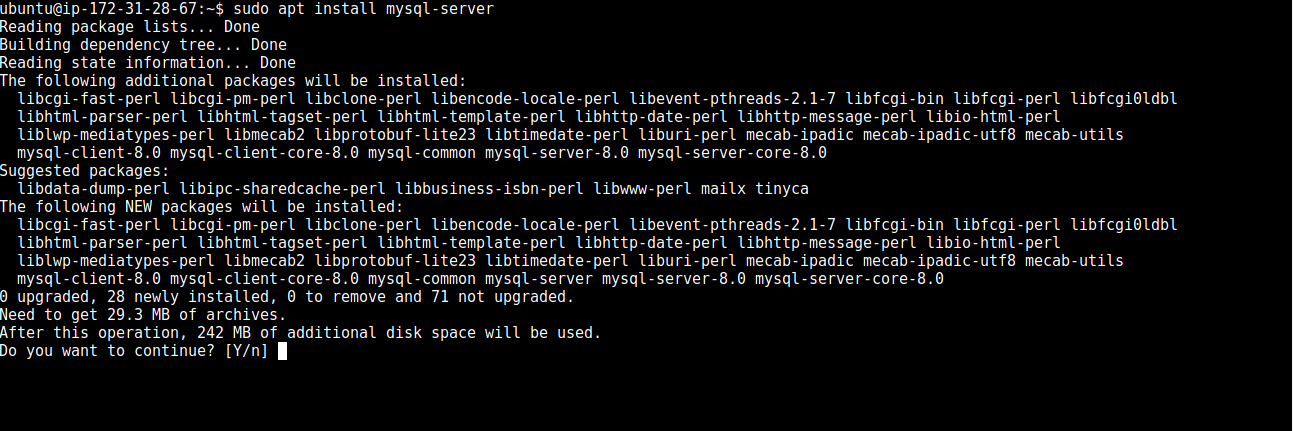 ubuntu@ip-172-31-28-67:~$ sudo apt install mysql-server
Reading package lists... Done
Building dependency tree... Done
Reading state information... Done
The following additional packages will be installed:
  libcgi-fast-perl libcgi-pm-perl libclone-perl libencode-locale-perl libevent-pthreads-2.1-7 libfcgi-bin libfcgi-perl libfcgi0ldbl
  libhtml-parser-perl libhtml-tagset-perl libhtml-template-perl libhttp-date-perl libhttp-message-perl libio-html-perl
  liblwp-mediatypes-perl libmecab2 libprotobuf-lite23 libtimedate-perl liburi-perl mecab-ipadic mecab-ipadic-utf8 mecab-utils
  mysql-client-8.0 mysql-client-core-8.0 mysql-common mysql-server-8.0 mysql-server-core-8.0
Suggested packages:
  libdata-dump-perl libipc-sharedcache-perl libbusiness-isbn-perl libwww-perl mailx tinyca
The following NEW packages will be installed:
  libcgi-fast-perl libcgi-pm-perl libclone-perl libencode-locale-perl libevent-pthreads-2.1-7 libfcgi-bin libfcgi-perl libfcgi0ldbl
  libhtml-parser-perl libhtml-tagset-perl libhtml-template-perl libhttp-date-perl libhttp-message-perl libio-html-perl
  liblwp-mediatypes-perl libmecab2 libprotobuf-lite23 libtimedate-perl liburi-perl mecab-ipadic mecab-ipadic-utf8 mecab-utils
  mysql-client-8.0 mysql-client-core-8.0 mysql-common mysql-server mysql-server-8.0 mysql-server-core-8.0
0 upgraded, 28 newly installed, 0 to remove and 71 not upgraded.
Need to get 29.3 MB of archives.
After this operation, 242 MB of additional disk space will be used.
Do you want to continue? [Y/n]